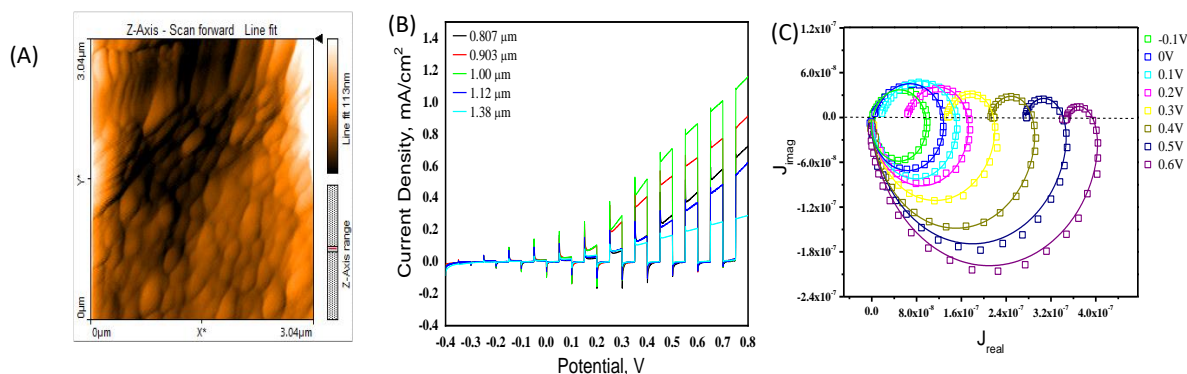 (A)
Z-Axis - Scan forward Line fit
3.04µm
Y*
0µm
0µm X* 3.04µm
Line fit 113nm
Z-Axis range
(B)
Current Density, mA/cm²
1.4
1.2
1.0
0.8
0.6
0.4
0.2
0.0
-0.2
-0.4
0.807 µm
0.903 µm
1.00 µm
1.12 µm
1.38 µm
-0.4 -0.3 -0.2 -0.1 0.0 0.1 0.2 0.3 0.4 0.5 0.6 0.7 0.8
Potential, V
(C)
J imag
1.2x10⁻⁷
6.0x10⁻⁸
0.0
-6.0x10⁻⁸
-1.2x10⁻⁷
-1.8x10⁻⁷
-2.4x10⁻⁷
-0.1V
0V
0.1V
0.2V
0.3V
0.4V
0.5V
0.6V
0.0 8.0x10⁻⁸ 1.6x10⁻⁷ 2.4x10⁻⁷ 3.2x10⁻⁷ 4.0x10⁻⁷
J real